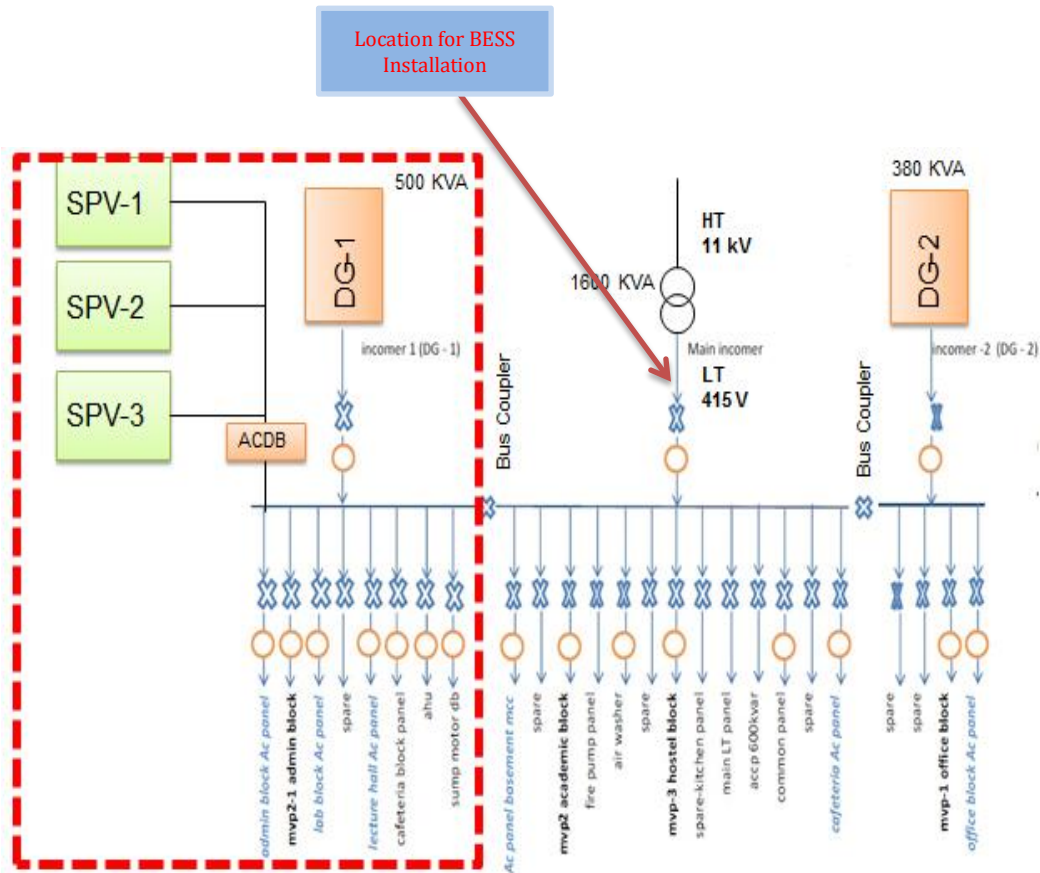 Location for BESS
Installation
SPV-1
SPV-2
SPV-3
ACDB
500 KVA
DG-1
incomer 1 (DG - 1)
Bus Coupler
HT
11 kV
1600 KVA
Main incomer
LT
415 V
Bus Coupler
380 KVA
DG-2
incomer -2 (DG - 2)
admin block Ac panel
mvp2-1 admin block
lab block Ac panel
spare
lecture hall Ac panel
cafeteria block panel
ahu
sump motor db
Ac panel basement mcc
spare
mvp2 academic block
fire pump panel
air washer
spare
mvp-3 hostel block
spare-kitchen panel
main LT panel
accp 600kvar
common panel
spare
cafeteria Ac panel
spare
spare
mvp-1 office block
office block Ac panel